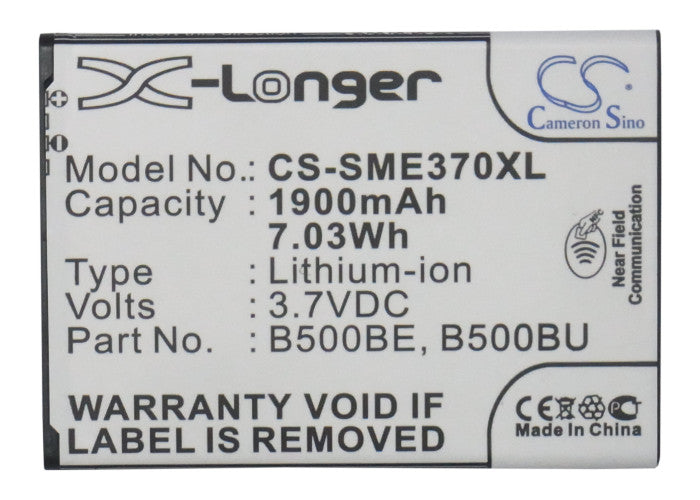 X-Longer
CS
Cameron Sino
Model No.: CS-SME370XL
Capacity : 1900mAh
7.03Wh
Type : Lithium-ion
Volts : 3.7VDC
Part No. : B500BE, B500BU
Near Field
Communication
WARRANTY VOID IF
LABEL IS REMOVED
CE
Made In China